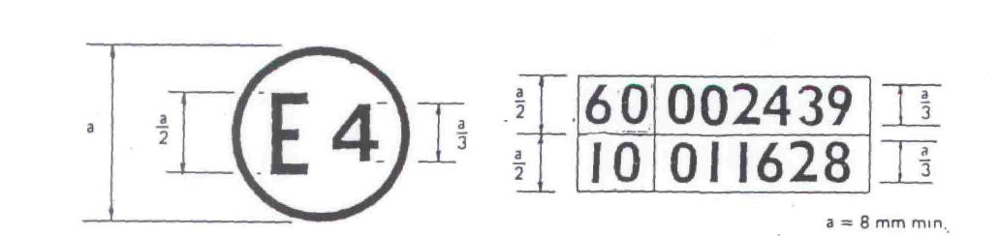 a
a/2
E 4
a/3
a/2
60 002439
a/3
a/2
10 011628
a/3
a = 8 mm min.